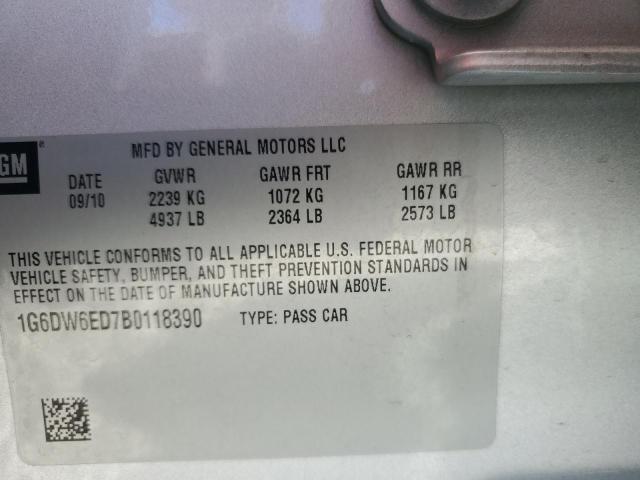 GM
MFD BY GENERAL MOTORS LLC
DATE GVWR GAWR FRT GAWR RR
09/10 2239 KG 1072 KG 1167 KG
4937 LB 2364 LB 2573 LB
THIS VEHICLE CONFORMS TO ALL APPLICABLE U.S. FEDERAL MOTOR
VEHICLE SAFETY, BUMPER, AND THEFT PREVENTION STANDARDS IN
EFFECT ON THE DATE OF MANUFACTURE SHOWN ABOVE.
1G6DW6ED7B0118390 TYPE: PASS CAR